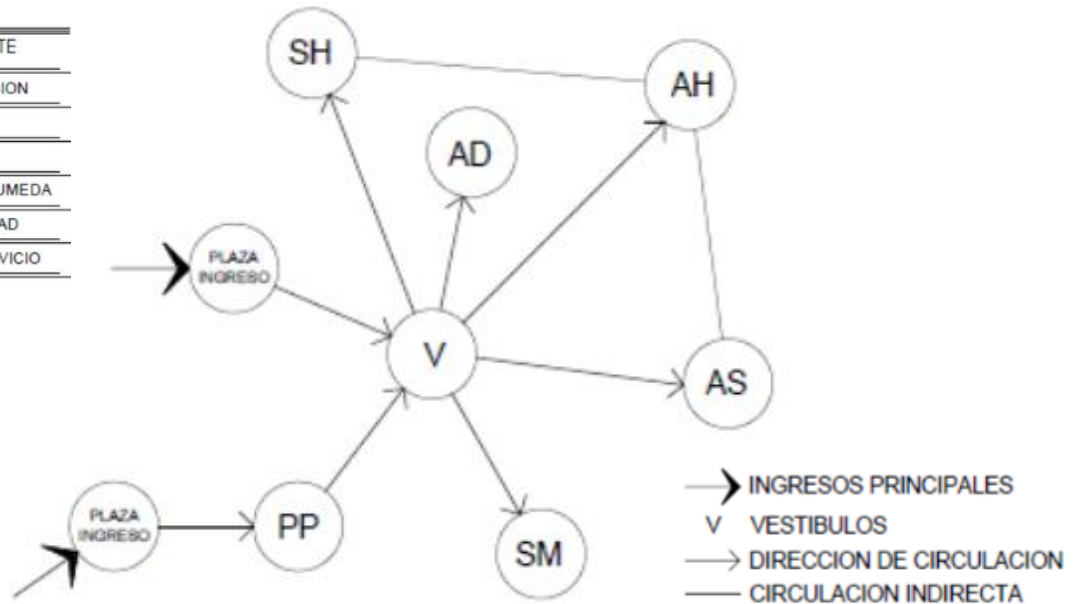 TE
ION
UMEDA
AD
VICIO
SH
AH
AD
PLAZA
INGRESO
V
AS
PLAZA
INGRESO
PP
SM
INGRESOS PRINCIPALES
V VESTIBULOS
DIRECCION DE CIRCULACION
CIRCULACION INDIRECTA